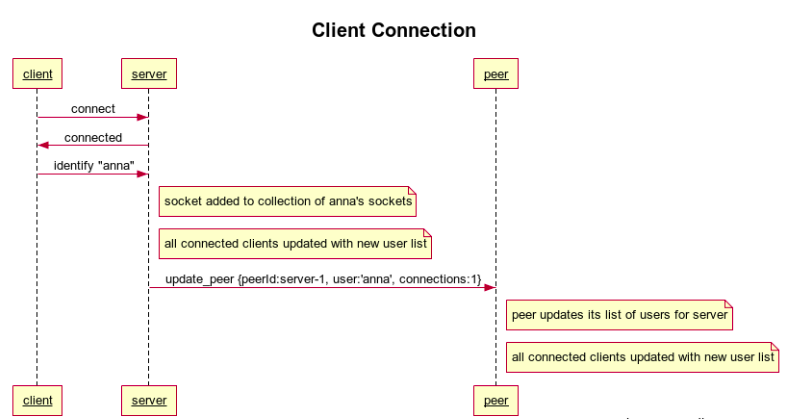 Client Connection
client server peer
connect
connected
identify "anna"
socket added to collection of anna's sockets
all connected clients updated with new user list
update_peer {peerId:server-1, user:'anna', connections:1}
peer updates its list of users for server
all connected clients updated with new user list
client server peer